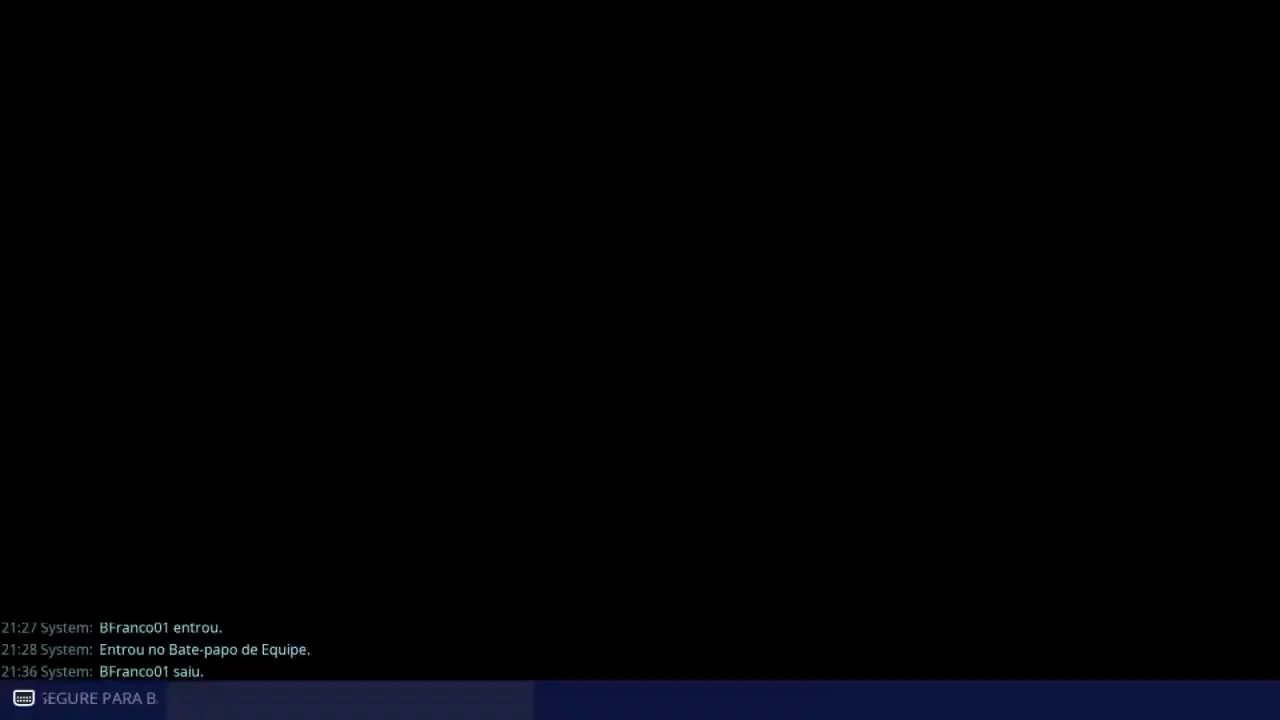 21:27 System: BFranco01 entrou.
21:28 System: Entrou no Bate-papo de Equipe.
21:36 System: BFranco01 saiu.
SEGURE PARA B